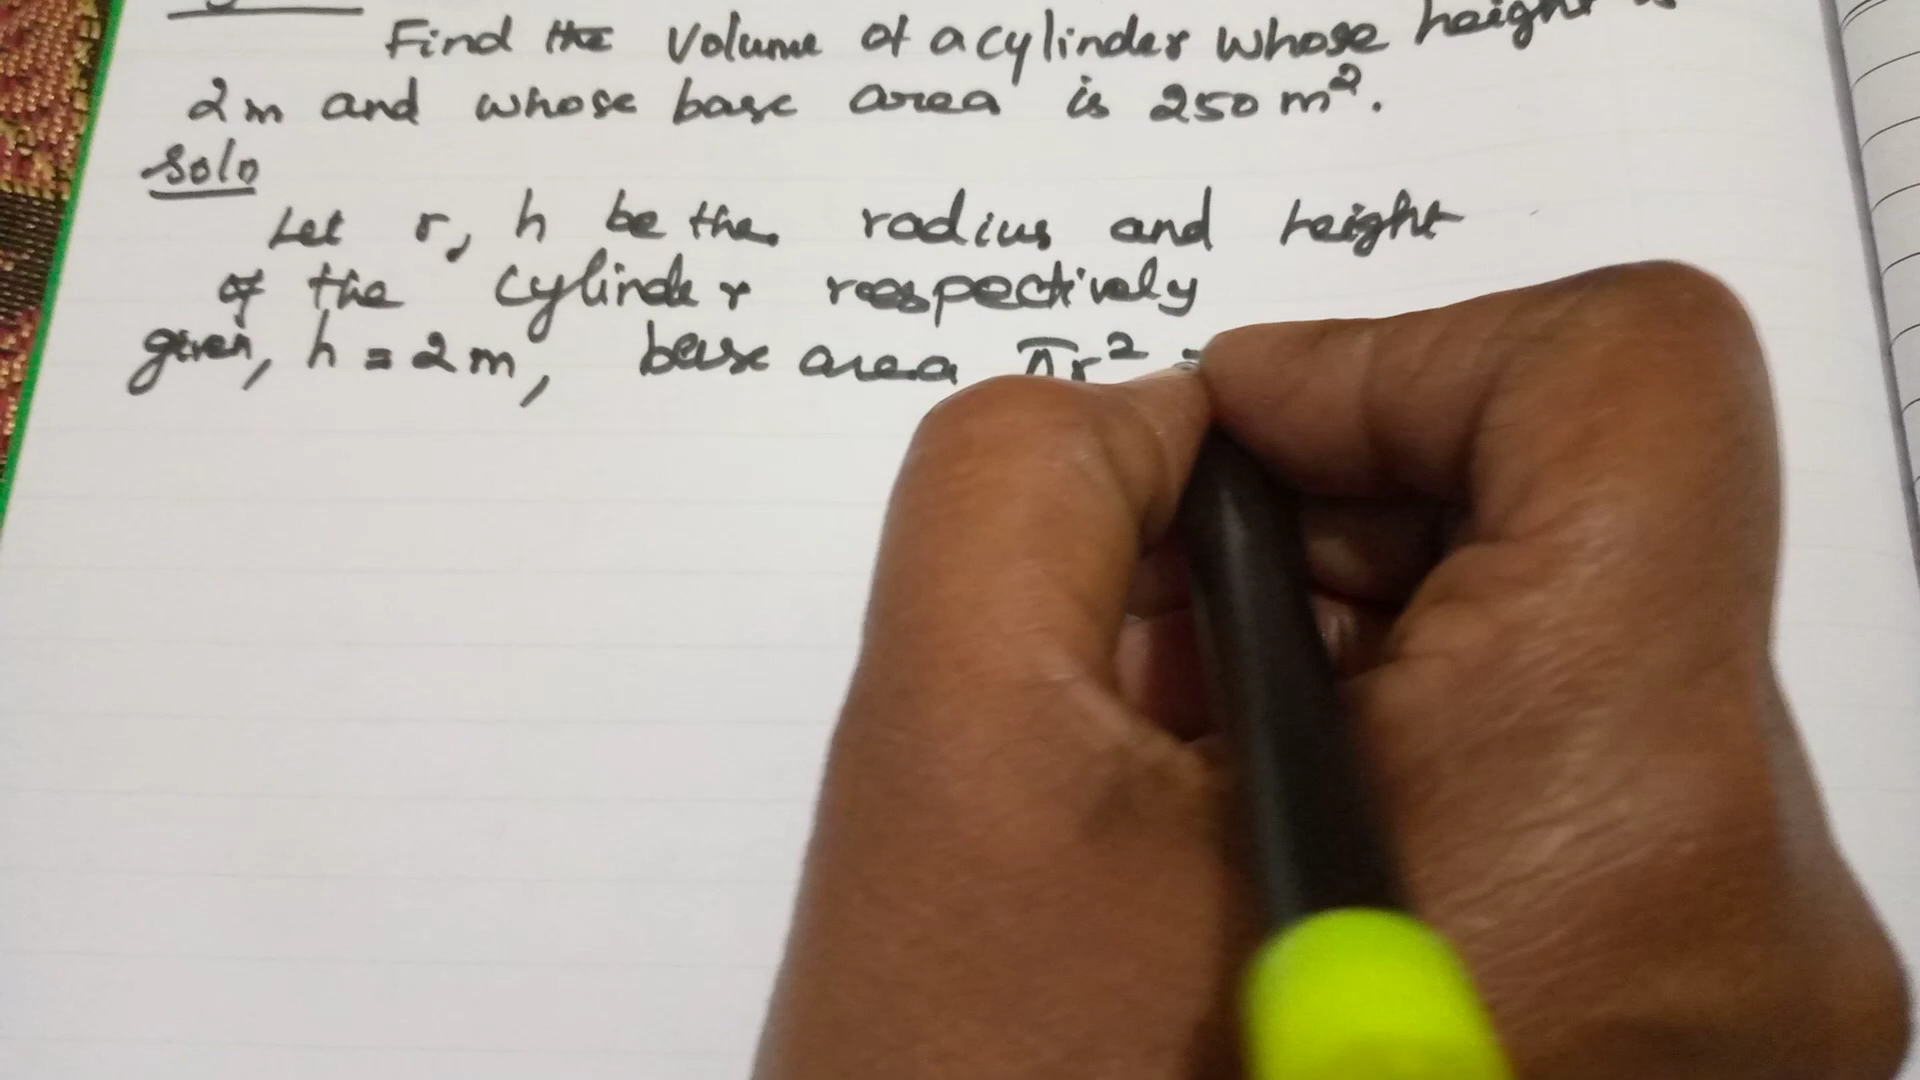 Find the volume of a cylinder whose height
2m and whose base area is 250 m².
Soln
Let r, h be the radius and height
of the cylinder respectively
given, h = 2m, base area πr² =